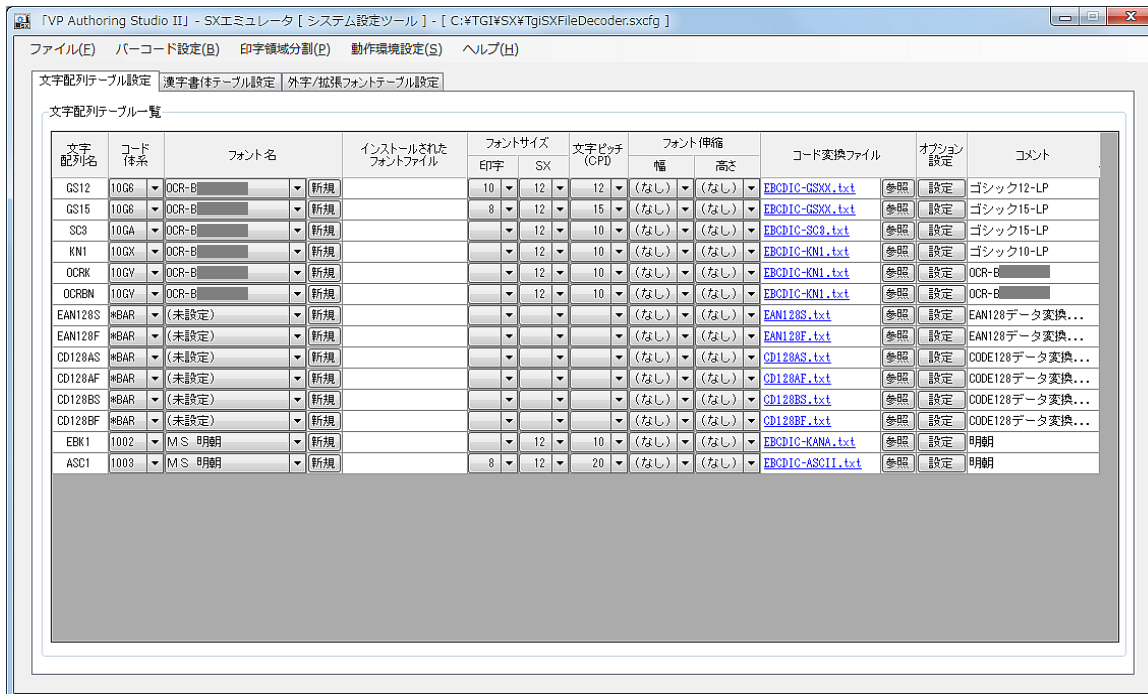 「VP Authoring Studio II」 - SXエミュレータ [ システム設定ツール ] - [ C:¥TGI¥SX¥TgiSXFileDecoder.sxcfg ]
ファイル(F) バーコード設定(B) 印字領域分割(P) 動作環境設定(S) ヘルプ(H)
文字配列テーブル設定 漢字書体テーブル設定 外字/拡張フォントテーブル設定
文字配列テーブル一覧
文字配列名 コード体系 フォント名 インストールされたフォントファイル フォントサイズ 文字ピッチ(CPI) フォント伸縮 コード変換ファイル オプション設定 コメント
印字 SX 幅 高さ
GS12 10G6 OCR-B 新規 10 12 12 (なし) (なし) EBCDIC-GSXX.txt 参照 設定 ゴシック12-LP
GS15 10G6 OCR-B 新規 8 12 15 (なし) (なし) EBCDIC-GSXX.txt 参照 設定 ゴシック15-LP
SC3 10GA OCR-B 新規 12 10 (なし) (なし) EBCDIC-SC3.txt 参照 設定 ゴシック15-LP
KN1 10GX OCR-B 新規 12 10 (なし) (なし) EBCDIC-KN1.txt 参照 設定 ゴシック10-LP
OCRK 10GY OCR-B 新規 12 10 (なし) (なし) EBCDIC-KN1.txt 参照 設定 OCR-B
OCRBN 10GY OCR-B 新規 12 10 (なし) (なし) EBCDIC-KN1.txt 参照 設定 OCR-B
EAN128S *BAR (未設定) 新規 (なし) (なし) EAN128S.txt 参照 設定 EAN128データ変換...
EAN128F *BAR (未設定) 新規 (なし) (なし) EAN128F.txt 参照 設定 EAN128データ変換...
CD128AS *BAR (未設定) 新規 (なし) (なし) CD128AS.txt 参照 設定 CODE128データ変換...
CD128AF *BAR (未設定) 新規 (なし) (なし) CD128AF.txt 参照 設定 CODE128データ変換...
CD128BS *BAR (未設定) 新規 (なし) (なし) CD128BS.txt 参照 設定 CODE128データ変換...
CD128BF *BAR (未設定) 新規 (なし) (なし) CD128BF.txt 参照 設定 CODE128データ変換...
EBK1 1002 MS 明朝 新規 12 10 (なし) (なし) EBCDIC-KANA.txt 参照 設定 明朝
ASC1 1003 MS 明朝 新規 8 12 20 (なし) (なし) EBCDIC-ASCII.txt 参照 設定 明朝